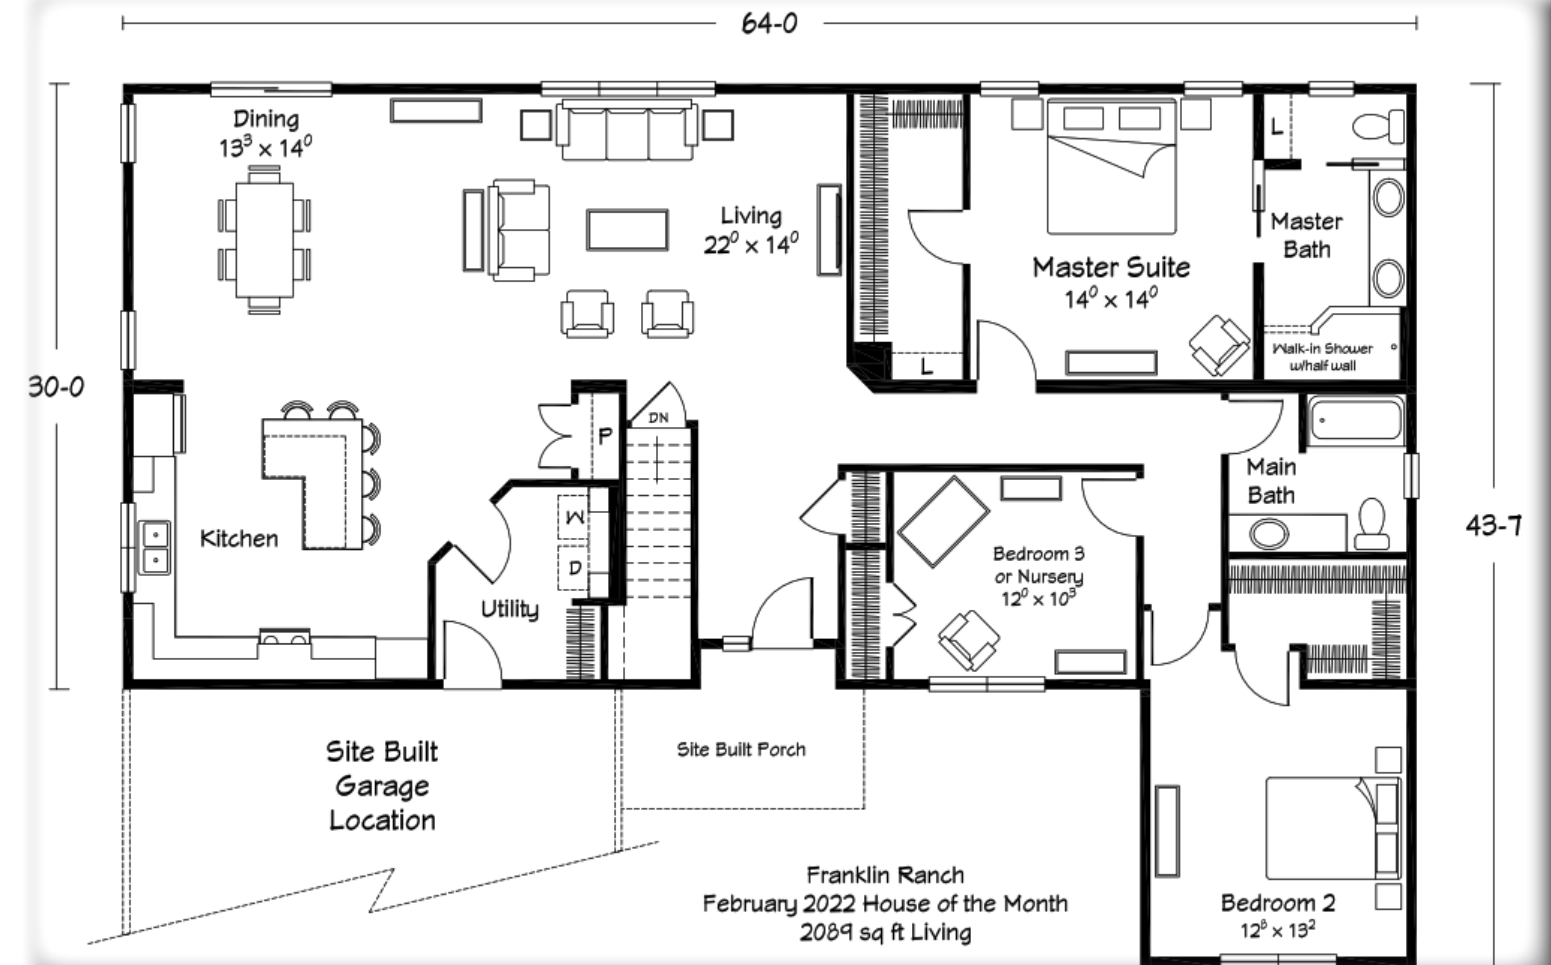 64-0
Dining
13³ x 14⁰
L
Living
22⁰ x 14⁰
Master
Bath
Master Suite
14⁰ x 14⁰
Walk-in Shower
w/half wall
L
30-0
DN
P
Main
Bath
W
Kitchen
43-7
Bedroom 3
or Nursery
12⁰ x 10³
D
Utility
Site Built
Garage
Location
Site Built Porch
Franklin Ranch
February 2022 House of the Month
2089 sq ft Living
Bedroom 2
12⁸ x 13²